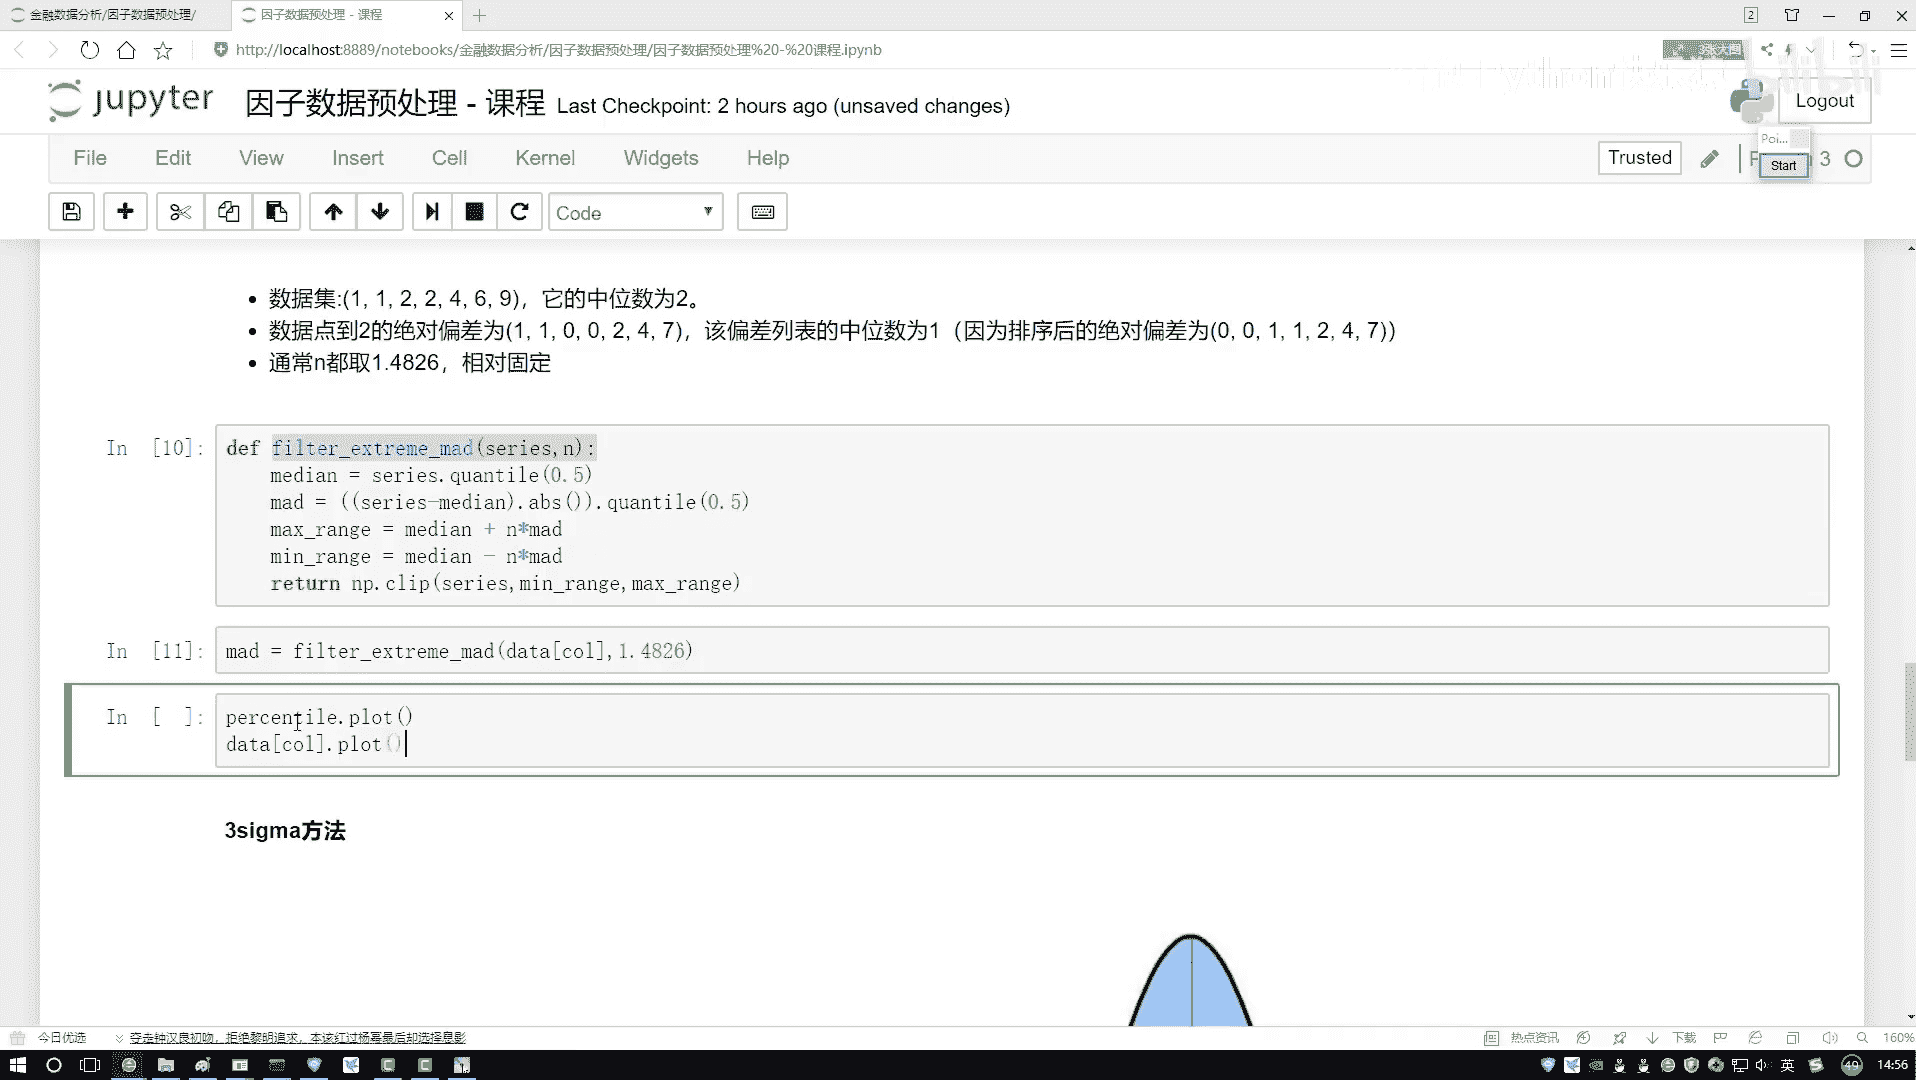 金融数据分析/因子数据预处理/
因子数据预处理 - 课程
2
http://localhost:8889/notebooks/金融数据分析/因子数据预处理/因子数据预处理%20-%20课程.ipynb
bilibili
jupyter 因子数据预处理 - 课程 Last Checkpoint: 2 hours ago (unsaved changes)
Logout
Poi...
File Edit View Insert Cell Kernel Widgets Help
Trusted
Start
3
Code
数据集:(1, 1, 2, 2, 4, 6, 9)，它的中位数为2。
数据点到2的绝对偏差为(1, 1, 0, 0, 2, 4, 7)，该偏差列表的中位数为1（因为排序后的绝对偏差为(0, 0, 1, 1, 2, 4, 7)）
通常n都取1.4826，相对固定
In [10]:
def filter_extreme_mad(series,n):
median = series.quantile(0.5)
mad = ((series-median).abs()).quantile(0.5)
max_range = median + n*mad
min_range = median - n*mad
return np.clip(series,min_range,max_range)
In [11]:
mad = filter_extreme_mad(data[col],1.4826)
In [ ]:
percentile.plot()
data[col].plot()
3sigma方法
今日优选
夺走钟汉良初吻，拒绝黎明追求，本该红过杨幂最后却选择息影
热点资讯
下载
160%
英
49
14:56